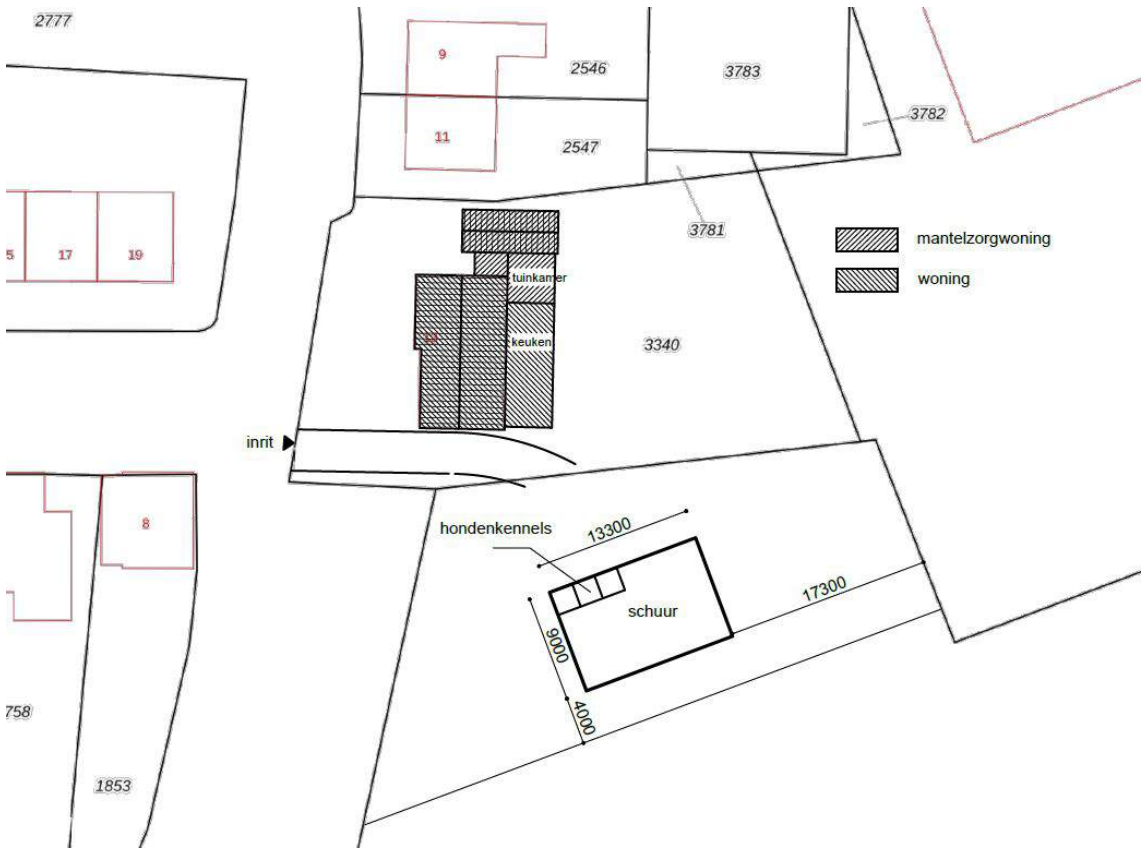 2777
9
2546
3783
3782
11
2547
5
17
19
3781
mantelzorgwoning
tuinkamer
woning
keuken
3340
inrit
8
hondenkennels
13300
schuur
17300
9000
4000
758
1853